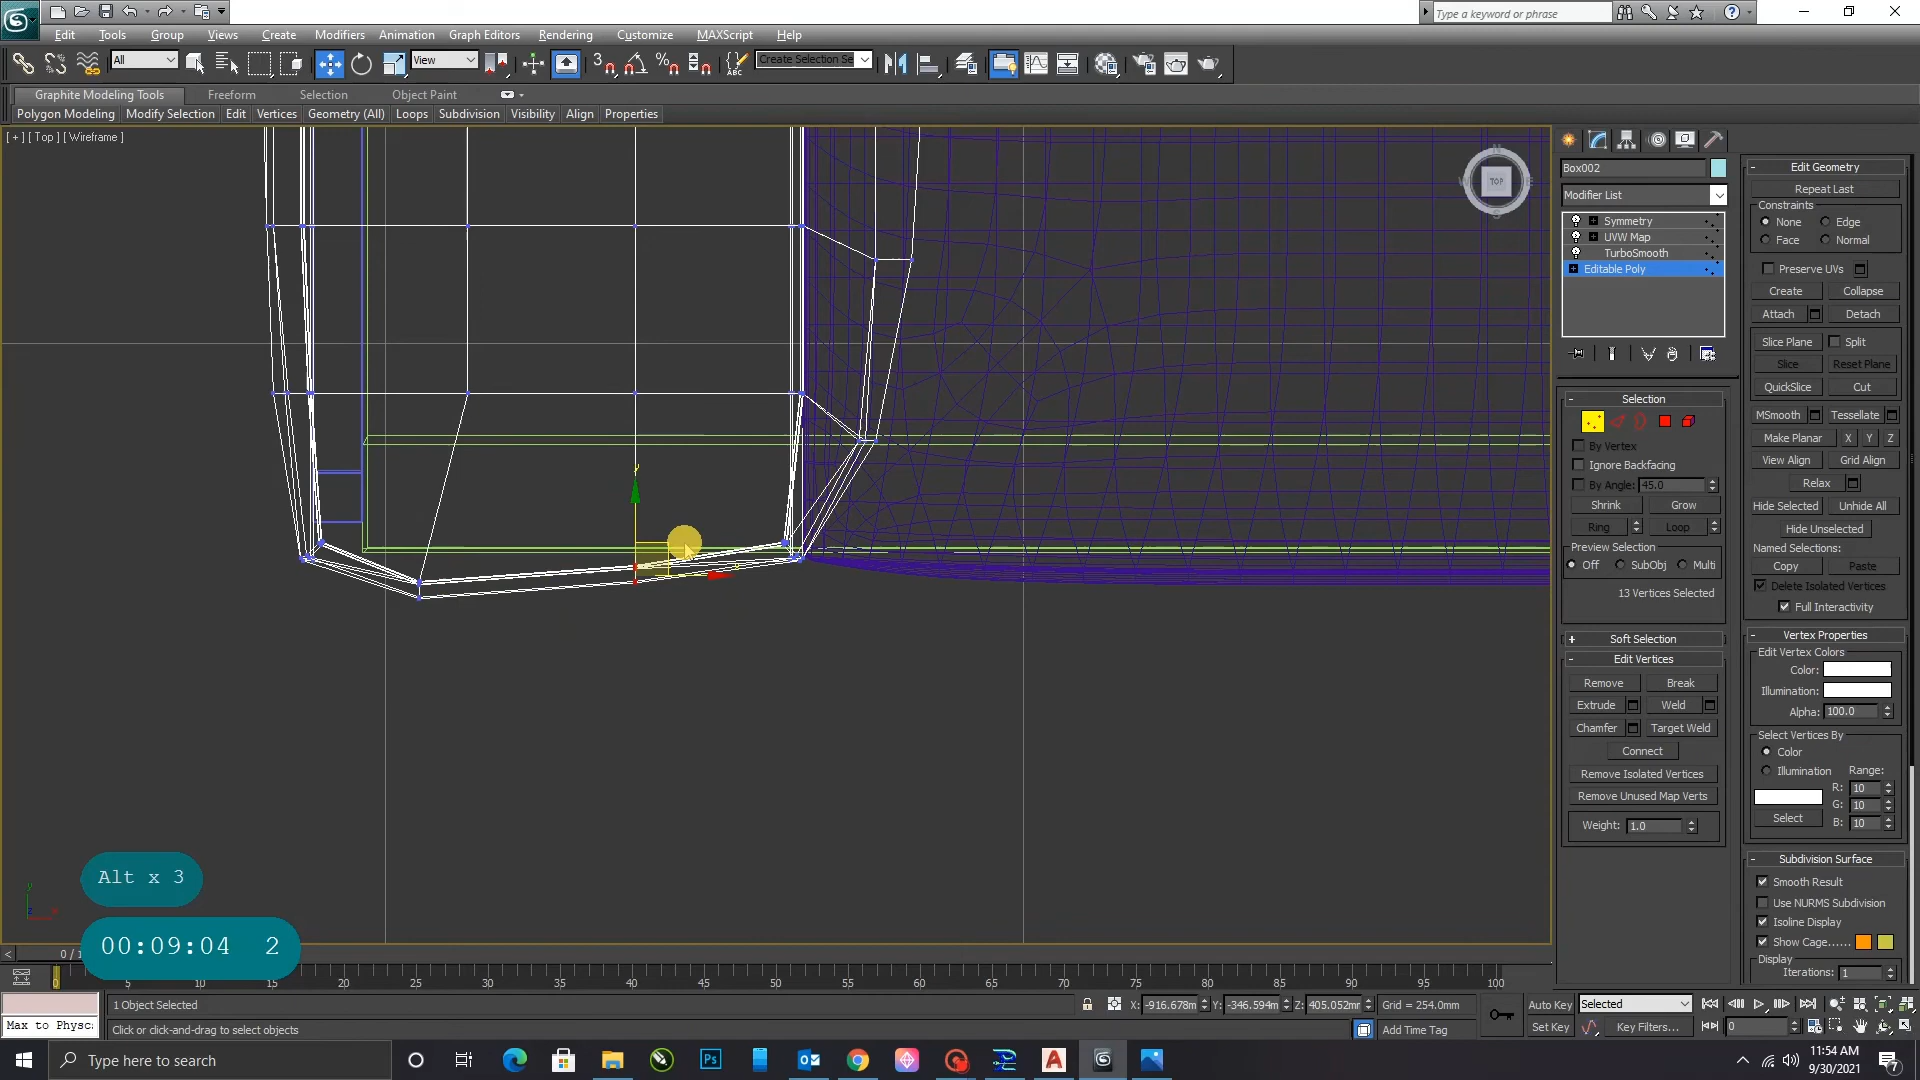 Type a keyword or phrase
Edit Tools Group Views Create Modifiers Animation Graph Editors Rendering Customize MAXScript Help
All View Create Selection Se
Graphite Modeling Tools Freeform Selection Object Paint
Polygon Modeling Modify Selection Edit Vertices Geometry (All) Loops Subdivision Visibility Align Properties
[ + ] [ Top ] [ Wireframe ]
TOP
Box002
Modifier List
Symmetry
UVW Map
TurboSmooth
Editable Poly
Selection
By Vertex
Ignore Backfacing
By Angle: 45.0
Shrink Grow
Ring Loop
Preview Selection
Off SubObj Multi
13 Vertices Selected
Soft Selection
Edit Vertices
Remove Break
Extrude Weld
Chamfer Target Weld
Connect
Remove Isolated Vertices
Remove Unused Map Verts
Weight: 1.0
Edit Geometry
Repeat Last
Constraints
None Edge
Face Normal
Preserve UVs
Create Collapse
Attach Detach
Slice Plane Split
Slice Reset Plane
QuickSlice Cut
MSmooth Tessellate
Make Planar X Y Z
View Align Grid Align
Relax
Hide Selected Unhide All
Hide Unselected
Named Selections:
Copy Paste
Delete Isolated Vertices
Full Interactivity
Vertex Properties
Edit Vertex Colors
Color:
Illumination:
Alpha: 100.0
Select Vertices By
Color
Illumination Range:
R: 10
G: 10
B: 10
Select
Subdivision Surface
Smooth Result
Use NURMS Subdivision
Isoline Display
Show Cage......
Display
Iterations: 1
Alt x 3
00:09:04 2
0 / 1
5 10 15 20 25 30 35 40 45 50 55 60 65 70 75 80 85 90 95 100
1 Object Selected
X: -916.678m Y: -346.594m Z: 405.052mr Grid = 254.0mm
Auto Key Selected
Max to Physc:
Click or click-and-drag to select objects
Add Time Tag
Set Key Key Filters... 0
Type here to search
11:54 AM
9/30/2021
7